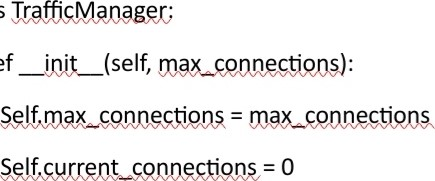 s TrafficManager:
ef __init__(self, max_connections):
Self.max_connections = max_connections
Self.current_connections = 0